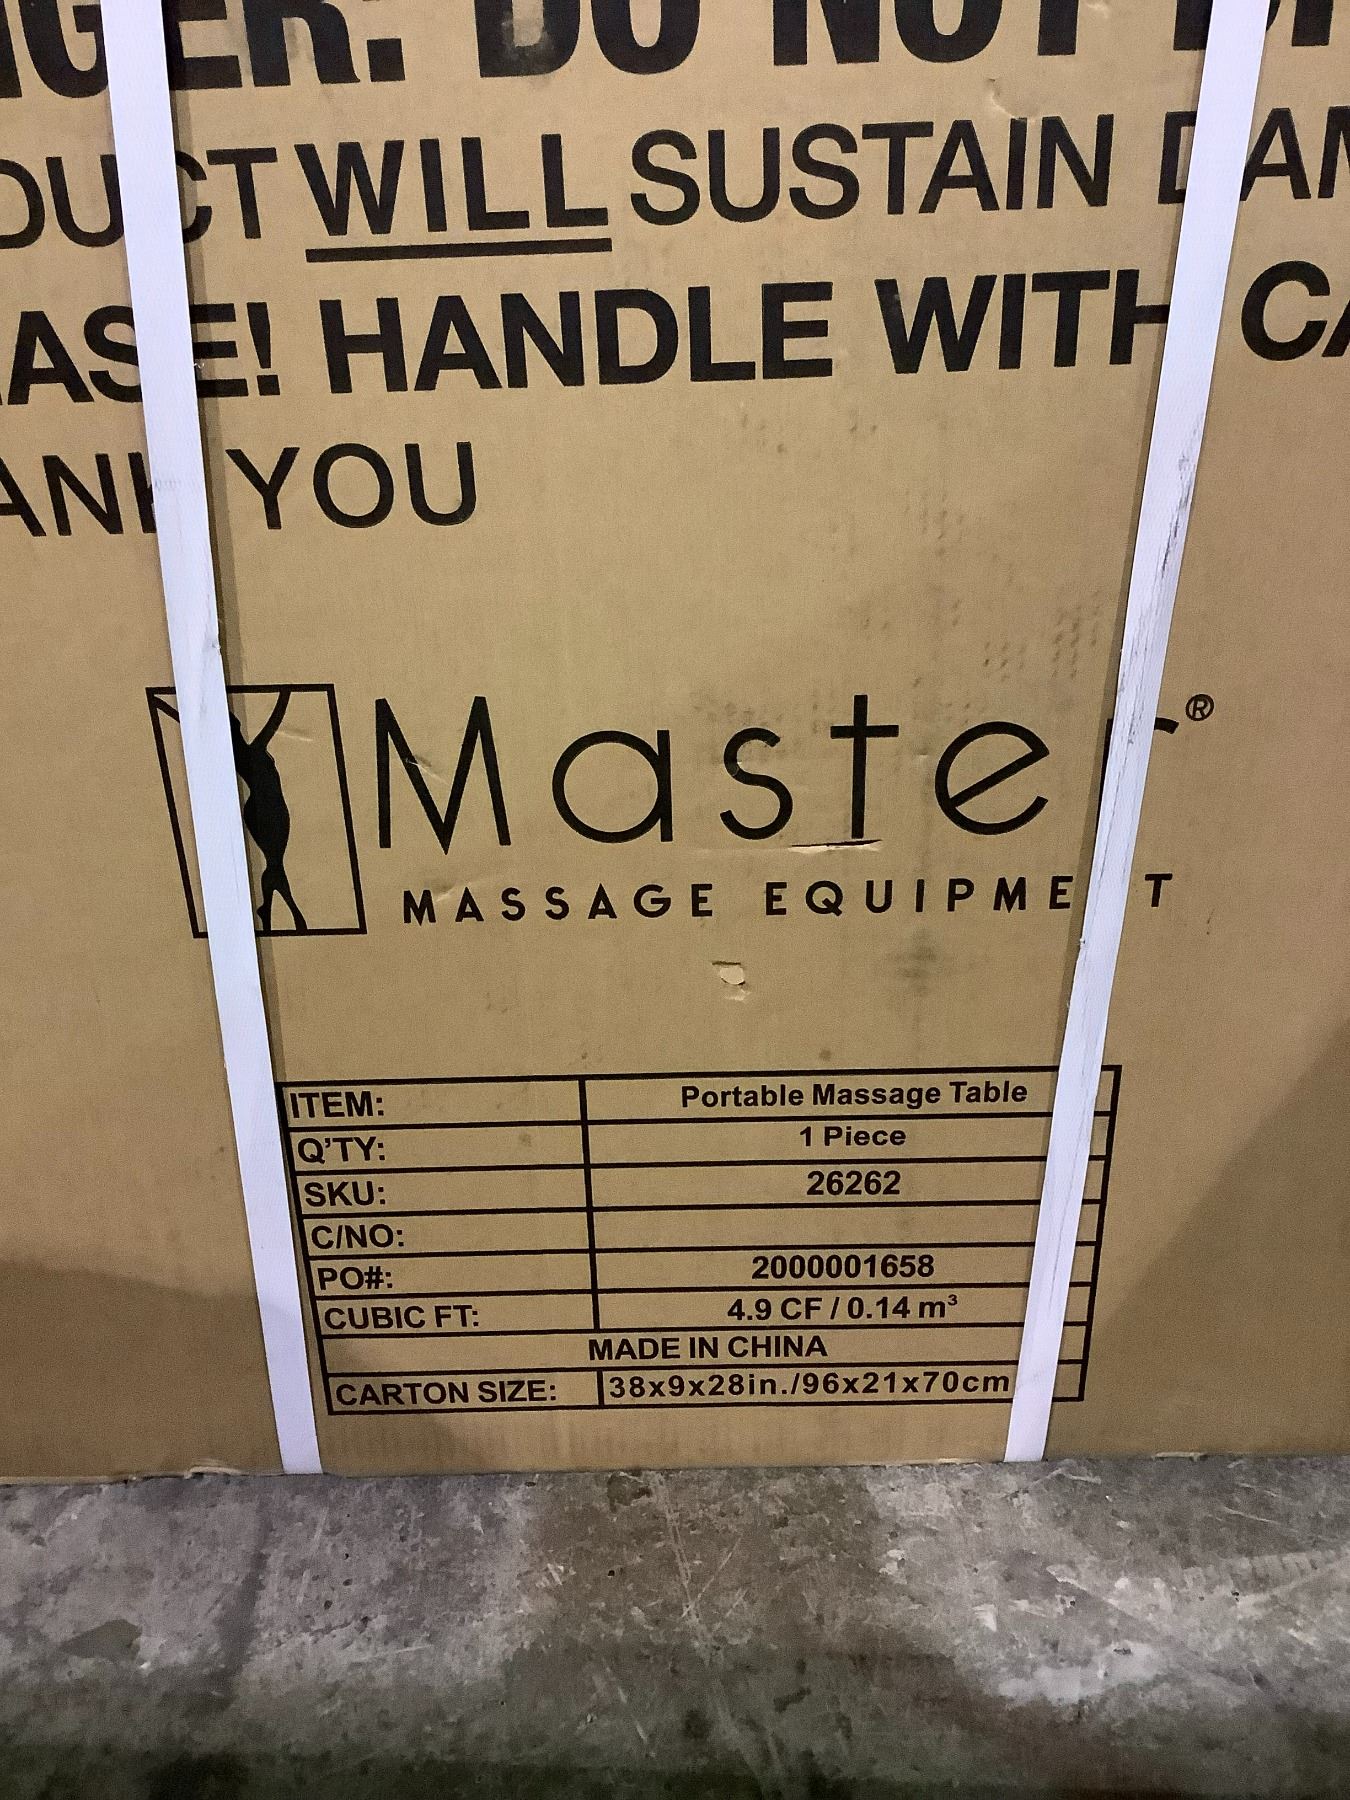 NGER: DO NOT D
DUCT WILL SUSTAIN DAM
ASE! HANDLE WITH CA
ANK YOU
Master®
MASSAGE EQUIPMENT
ITEM: Portable Massage Table
Q'TY: 1 Piece
SKU: 26262
C/NO:
PO#: 2000001658
CUBIC FT: 4.9 CF / 0.14 m³
MADE IN CHINA
CARTON SIZE: 38x9x28in./96x21x70cm